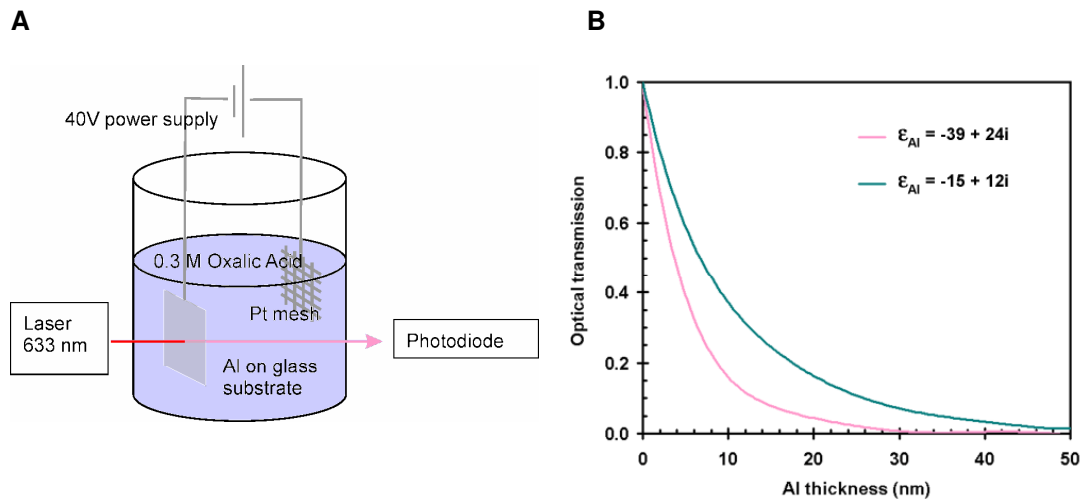 A
40V power supply
0.3 M Oxalic Acid
Pt mesh
Laser
633 nm
Photodiode
Al on glass
substrate
B
Optical transmission
1.0
0.8
0.6
0.4
0.2
0.0
ε_Al = -39 + 24i
ε_Al = -15 + 12i
0
10
20
30
40
50
Al thickness (nm)